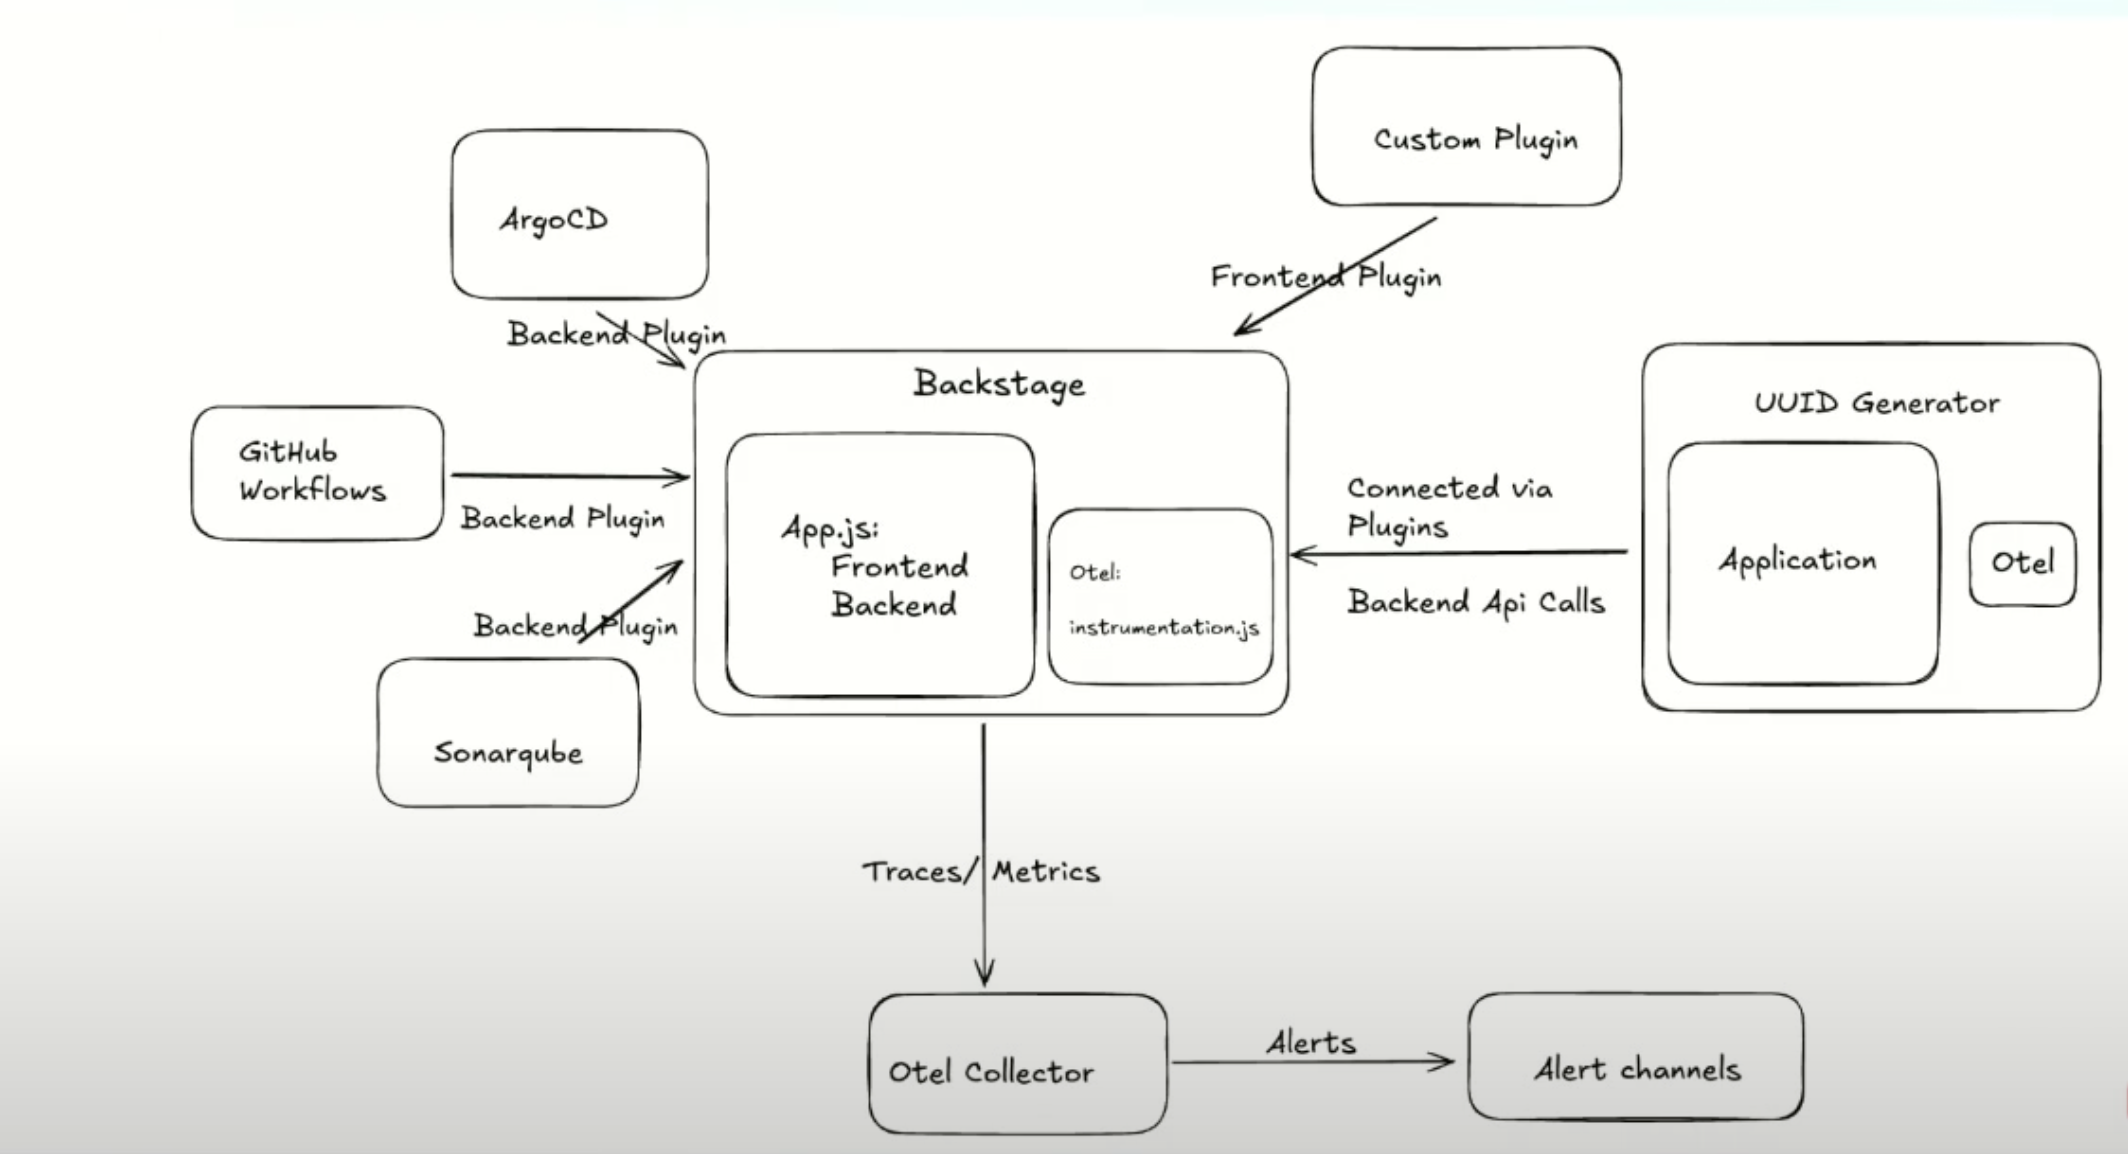 Custom Plugin
ArgoCD
Frontend Plugin
Backend Plugin
Backstage
UUID Generator
GitHub
Workflows
Backend Plugin
Connected via
Plugins
App.js:
Frontend
Backend
Otel:
instrumentation.js
Application
Otel
Backend Api Calls
Backend Plugin
Sonarqube
Traces/ Metrics
Otel Collector
Alerts
Alert channels